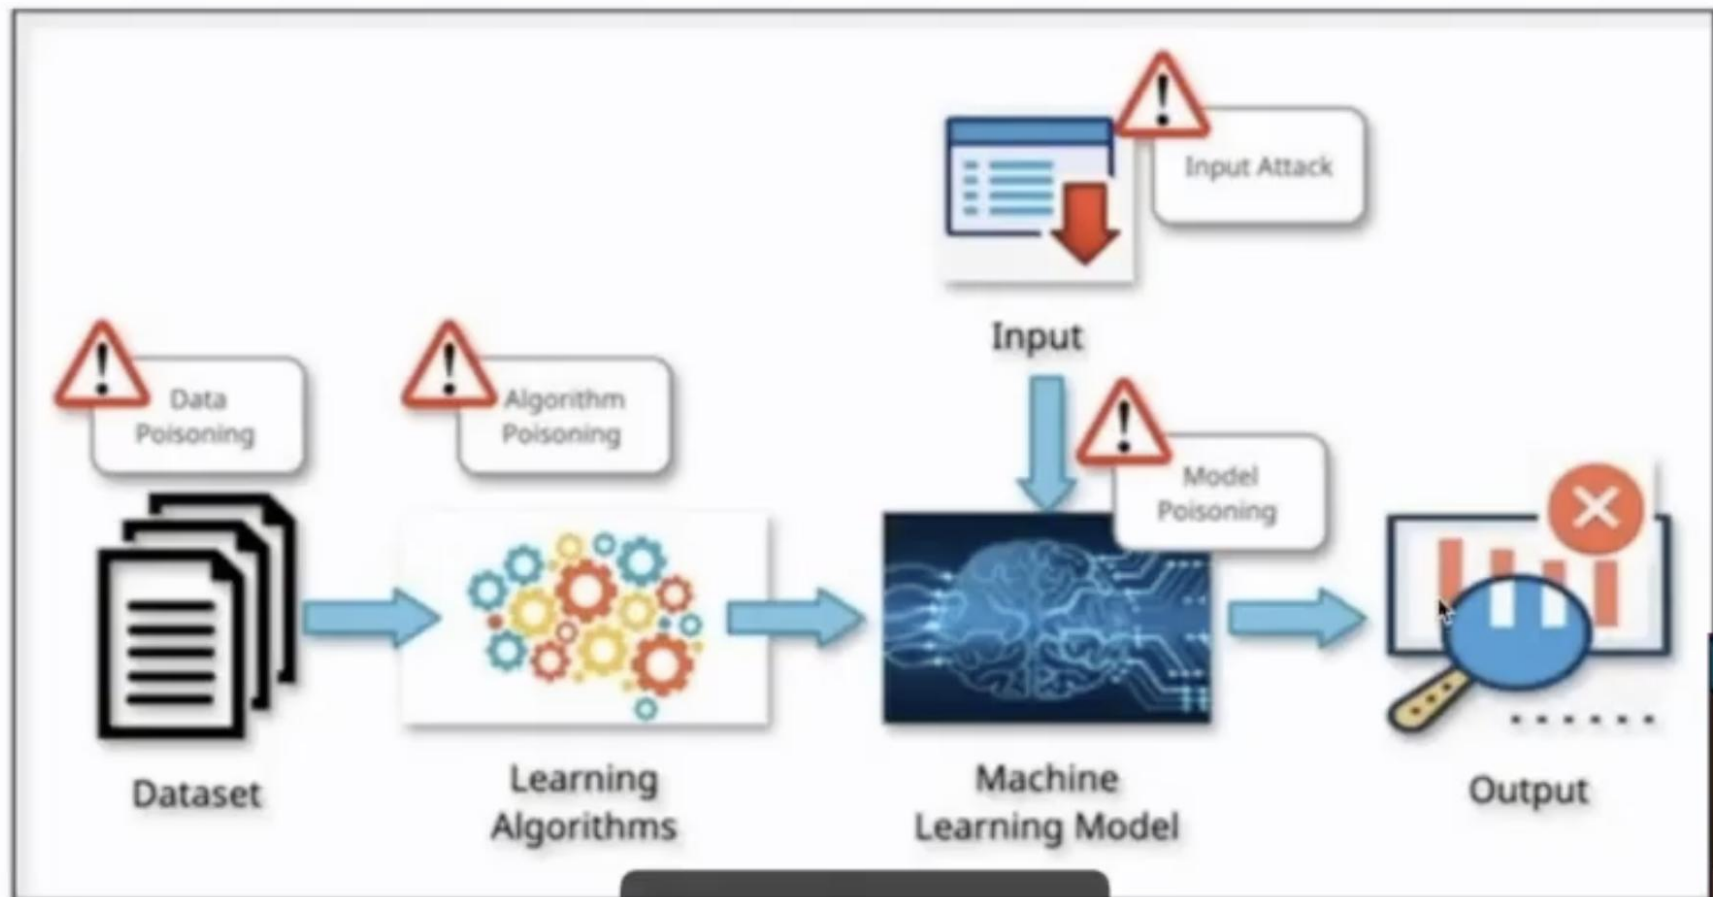 Input Attack
Input
Data
Poisoning
Algorithm
Poisoning
Model
Poisoning
Dataset
Learning
Algorithms
Machine
Learning Model
Output